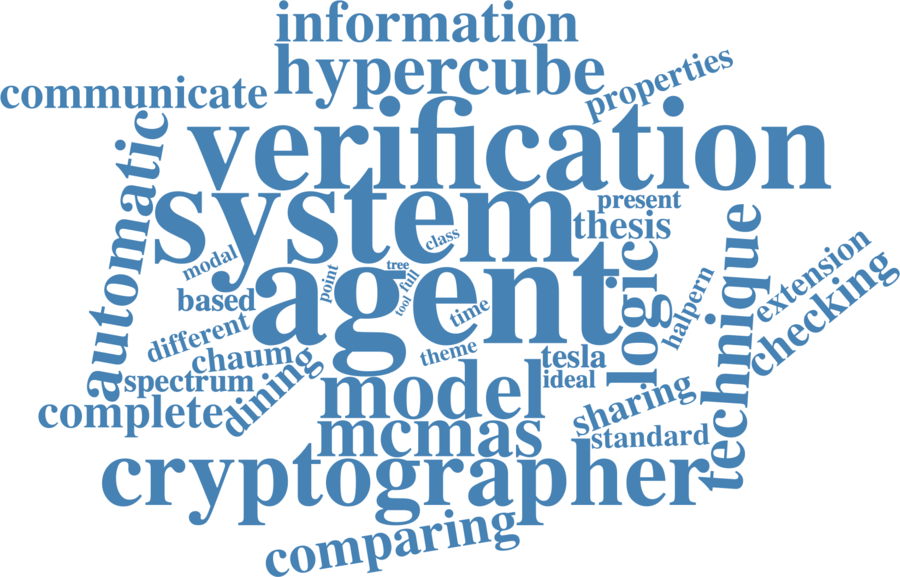 information
hypercube
properties
communicate
verification
automatic
system
present
thesis
class
modal
tree
full
point
tool
agent
time
logic
halpern
technique
extension
checking
based
different
chaum
theme
tesla
ideal
spectrum
dining
complete
model
sharing
mcmas
standard
cryptographer
comparing